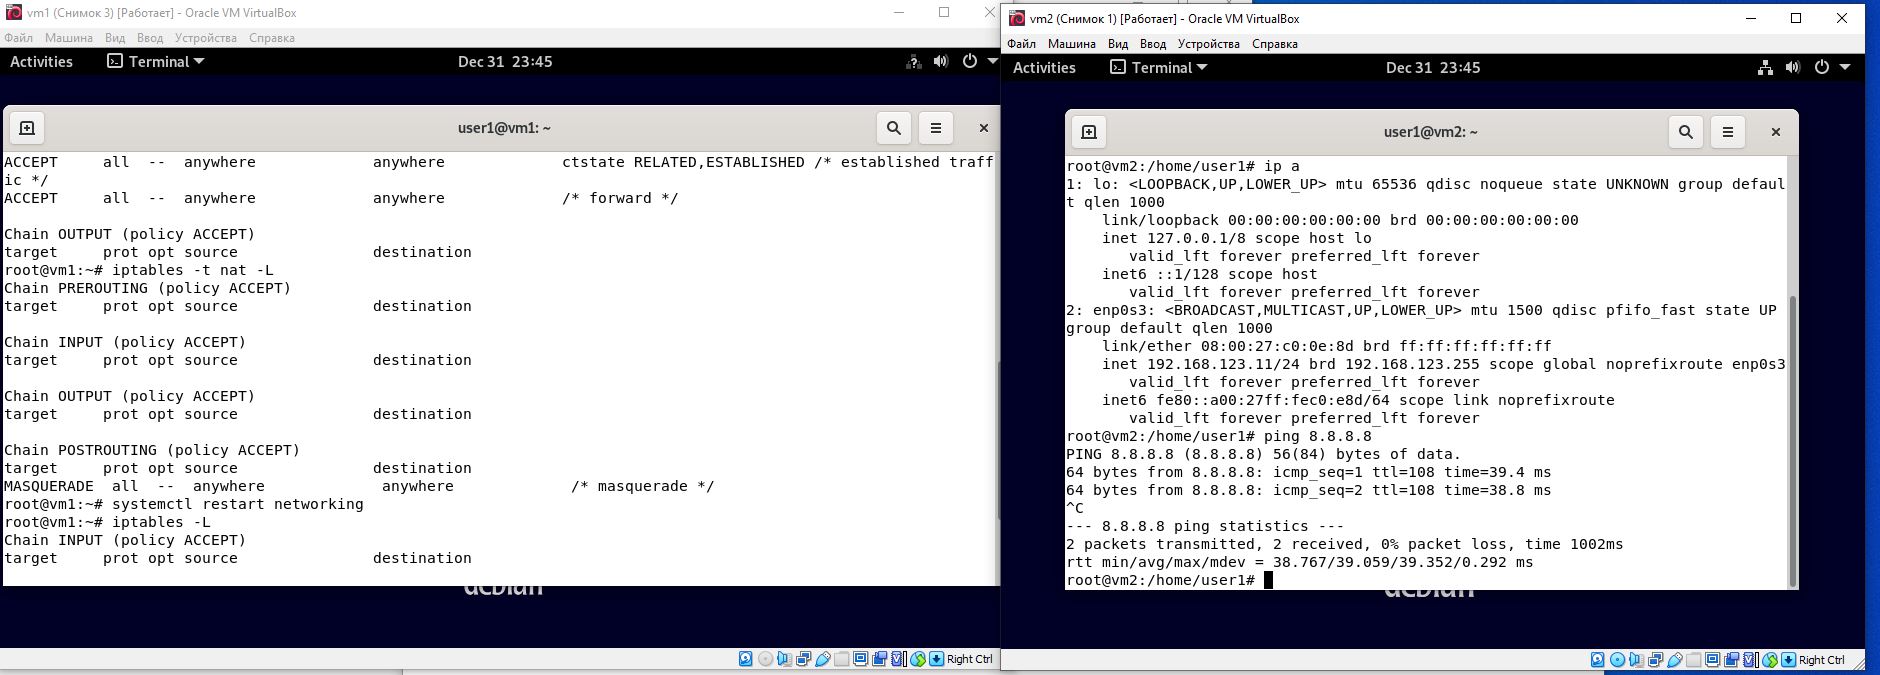 vm1 (Снимок 3) [Работает] - Oracle VM VirtualBox
Файл Машина Вид Ввод Устройства Справка
Activities Terminal Dec 31 23:45
user1@vm1: ~
ACCEPT     all  --  anywhere             anywhere             ctstate RELATED,ESTABLISHED /* established traff
ic */
ACCEPT     all  --  anywhere             anywhere             /* forward */
Chain OUTPUT (policy ACCEPT)
target     prot opt source               destination
root@vm1:~# iptables -t nat -L
Chain PREROUTING (policy ACCEPT)
target     prot opt source               destination
Chain INPUT (policy ACCEPT)
target     prot opt source               destination
Chain OUTPUT (policy ACCEPT)
target     prot opt source               destination
Chain POSTROUTING (policy ACCEPT)
target     prot opt source               destination
MASQUERADE  all  --  anywhere             anywhere            /* masquerade */
root@vm1:~# systemctl restart networking
root@vm1:~# iptables -L
Chain INPUT (policy ACCEPT)
target     prot opt source               destination
debian
Right Ctrl
vm2 (Снимок 1) [Работает] - Oracle VM VirtualBox
Файл Машина Вид Ввод Устройства Справка
Activities Terminal Dec 31 23:45
user1@vm2: ~
root@vm2:/home/user1# ip a
1: lo: <LOOPBACK,UP,LOWER_UP> mtu 65536 qdisc noqueue state UNKNOWN group defaul
t qlen 1000
    link/loopback 00:00:00:00:00:00 brd 00:00:00:00:00:00
    inet 127.0.0.1/8 scope host lo
       valid_lft forever preferred_lft forever
    inet6 ::1/128 scope host
       valid_lft forever preferred_lft forever
2: enp0s3: <BROADCAST,MULTICAST,UP,LOWER_UP> mtu 1500 qdisc pfifo_fast state UP
group default qlen 1000
    link/ether 08:00:27:c0:0e:8d brd ff:ff:ff:ff:ff:ff
    inet 192.168.123.11/24 brd 192.168.123.255 scope global noprefixroute enp0s3
       valid_lft forever preferred_lft forever
    inet6 fe80::a00:27ff:fec0:e8d/64 scope link noprefixroute
       valid_lft forever preferred_lft forever
root@vm2:/home/user1# ping 8.8.8.8
PING 8.8.8.8 (8.8.8.8) 56(84) bytes of data.
64 bytes from 8.8.8.8: icmp_seq=1 ttl=108 time=39.4 ms
64 bytes from 8.8.8.8: icmp_seq=2 ttl=108 time=38.8 ms
^C
--- 8.8.8.8 ping statistics ---
2 packets transmitted, 2 received, 0% packet loss, time 1002ms
rtt min/avg/max/mdev = 38.767/39.059/39.352/0.292 ms
root@vm2:/home/user1#
debian
Right Ctrl